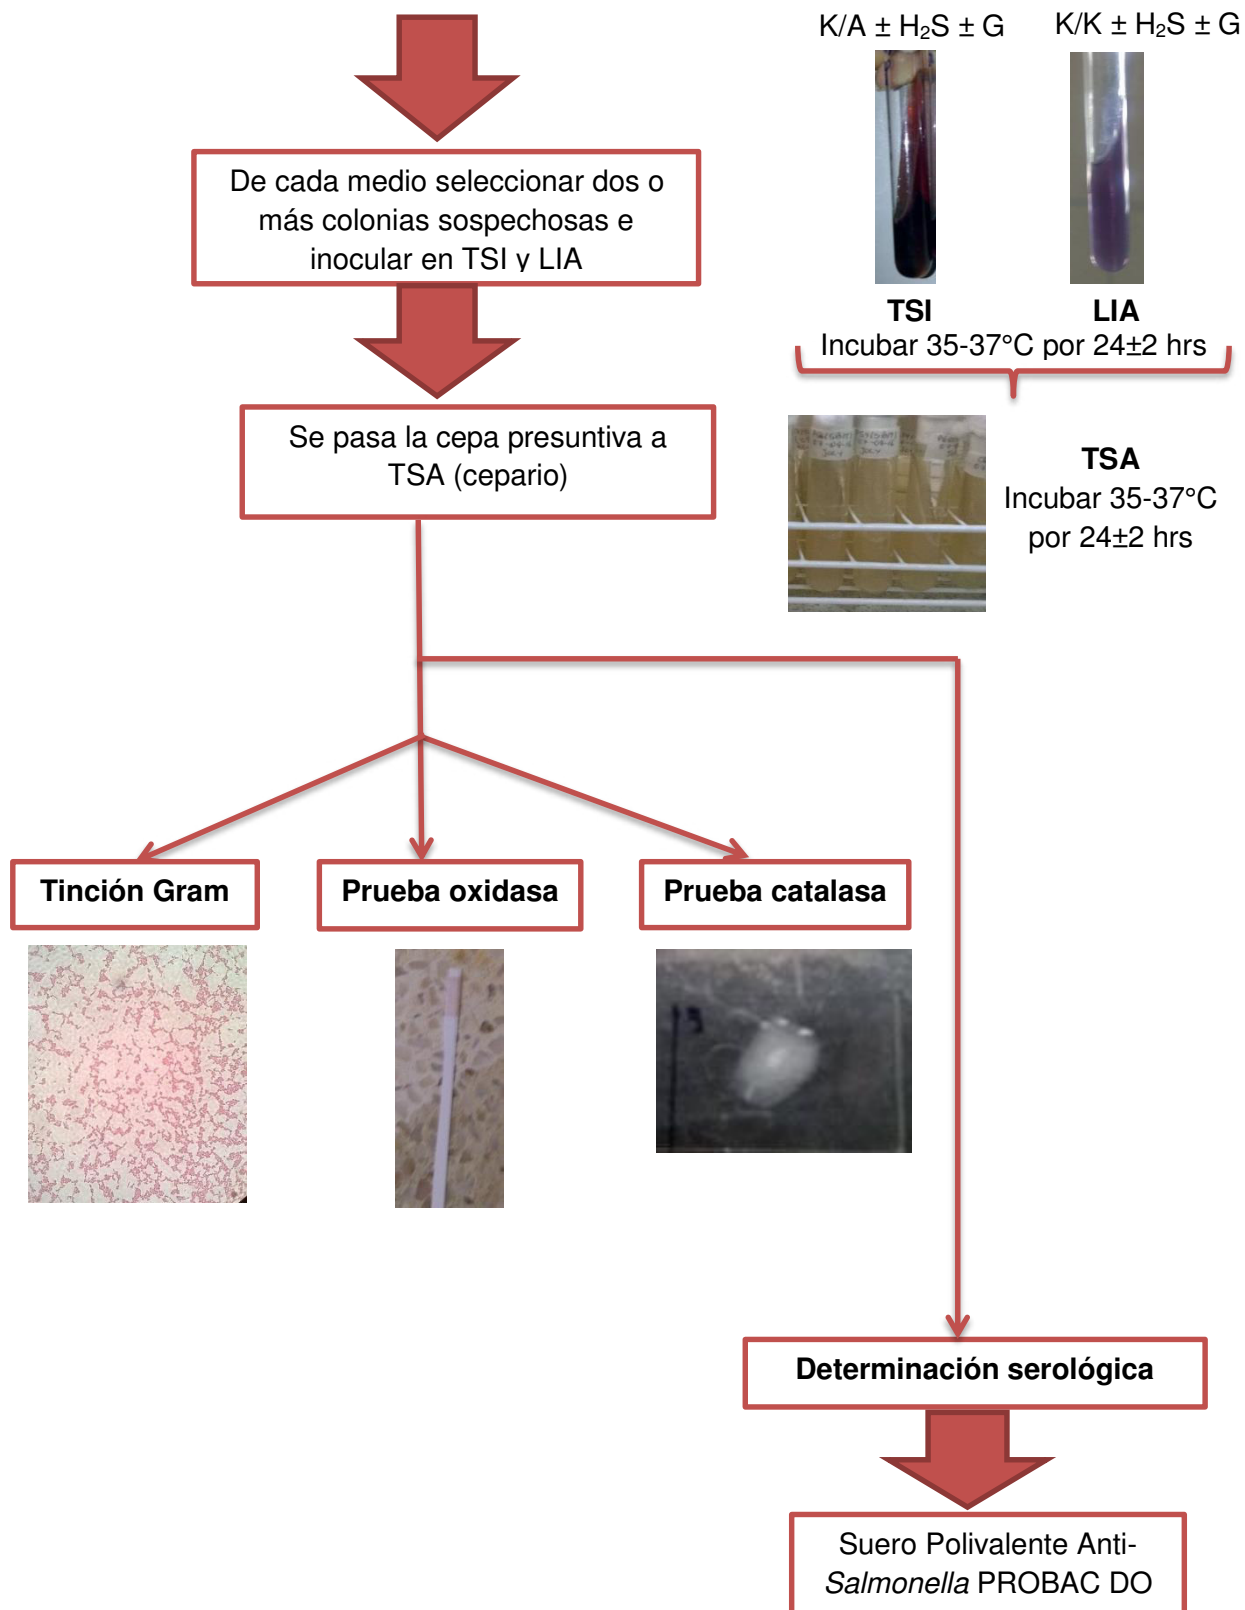 K/A ± H₂S ± G
K/K ± H₂S ± G
De cada medio seleccionar dos o
más colonias sospechosas e
inocular en TSI y LIA
TSI
LIA
Incubar 35-37°C por 24±2 hrs
Se pasa la cepa presuntiva a
TSA (cepario)
TSA
Incubar 35-37°C
por 24±2 hrs
Tinción Gram
Prueba oxidasa
Prueba catalasa
Determinación serológica
Suero Polivalente Anti-
Salmonella PROBAC DO